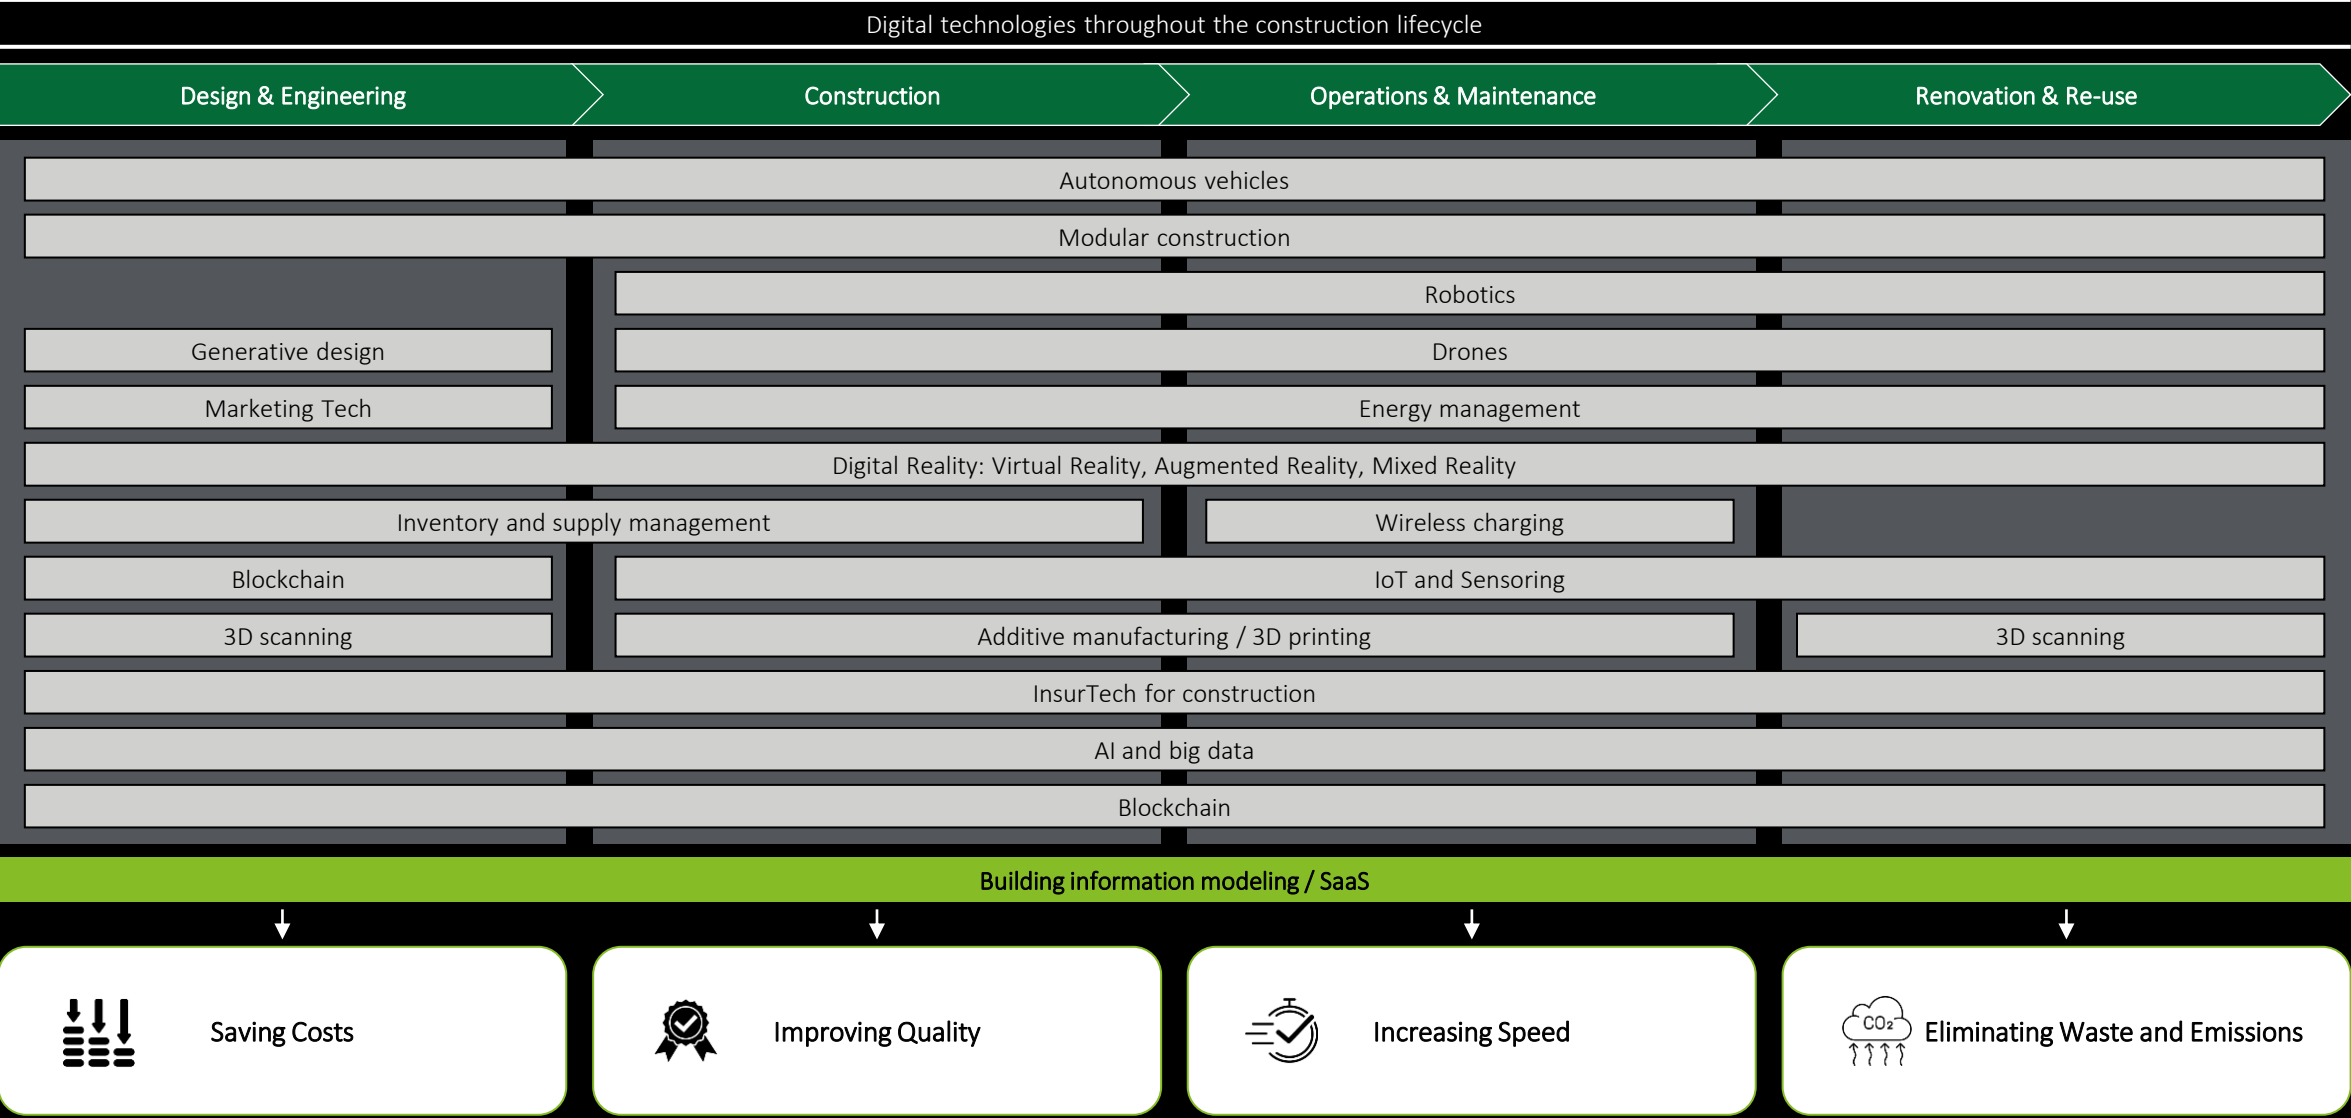 Digital technologies throughout the construction lifecycle
Design & Engineering
Construction
Operations & Maintenance
Renovation & Re-use
Autonomous vehicles
Modular construction
Robotics
Generative design
Drones
Marketing Tech
Energy management
Digital Reality: Virtual Reality, Augmented Reality, Mixed Reality
Inventory and supply management
Wireless charging
Blockchain
IoT and Sensoring
3D scanning
Additive manufacturing / 3D printing
3D scanning
InsurTech for construction
AI and big data
Blockchain
Building information modeling / SaaS
Saving Costs
Improving Quality
Increasing Speed
CO₂
Eliminating Waste and Emissions